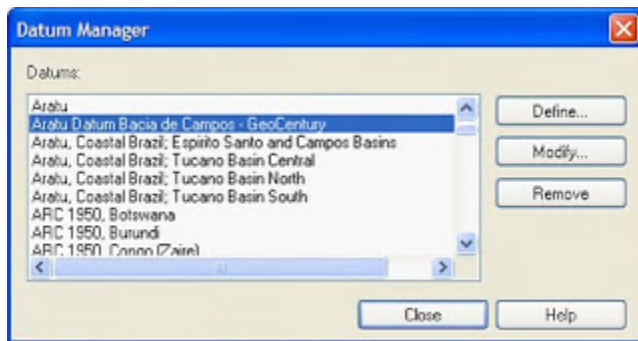 Datum Manager
Datums:
Aratu
Aratu Datum Bacia de Campos - GeoCentury
Aratu, Coastal Brazil; Espirito Santo and Campos Basins
Aratu, Coastal Brazil; Tucano Basin Central
Aratu, Coastal Brazil; Tucano Basin North
Aratu, Coastal Brazil; Tucano Basin South
ARC 1950, Botswana
ARC 1950, Burundi
ARC 1950, Congo (Zaire)
Define...
Modify...
Remove
Close
Help